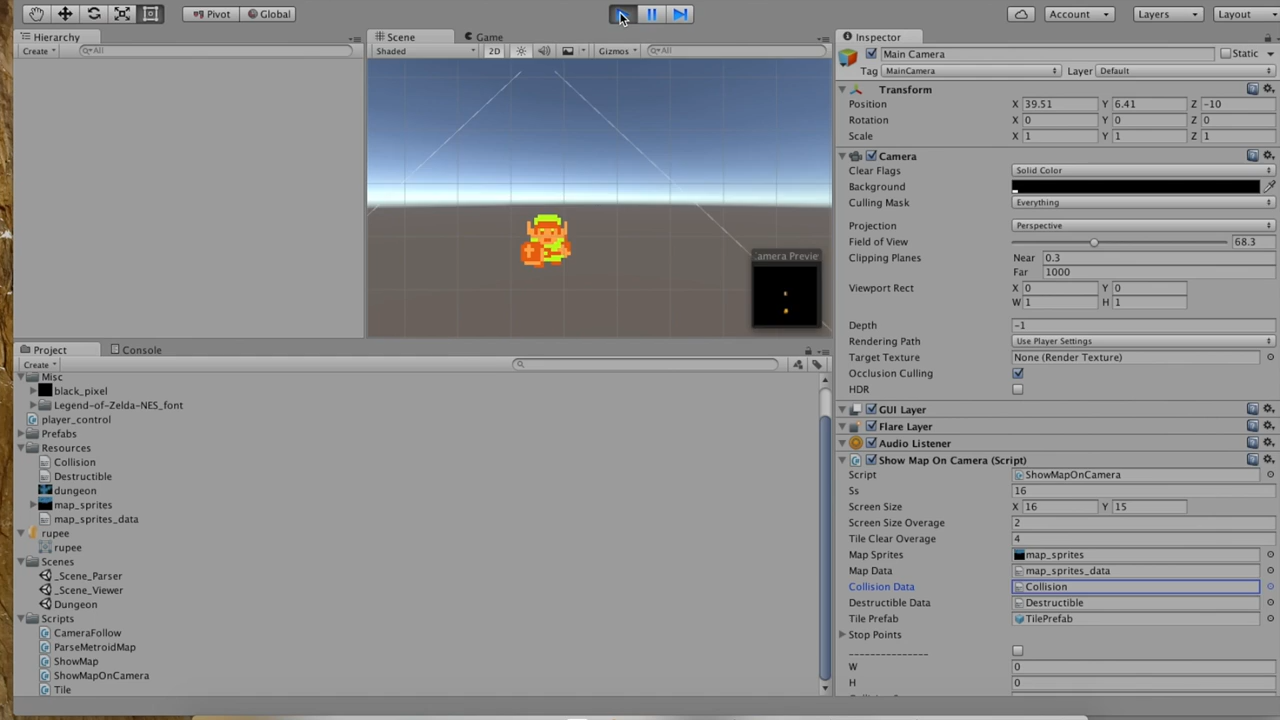 Pivot Global Account Layers Layout
Hierarchy Scene Game Inspector
Create All Shaded 2D Gizmos All Main Camera Static
Tag MainCamera Layer Default
Transform
Position X 39.51 Y 6.41 Z -10
Rotation X 0 Y 0 Z 0
Scale X 1 Y 1 Z 1
Camera
Clear Flags Solid Color
Background
Culling Mask Everything
Projection Perspective
Field of View 68.3
Camera Preview
Clipping Planes Near 0.3
Far 1000
Viewport Rect X 0 Y 0
W 1 H 1
Depth -1
Rendering Path Use Player Settings
Target Texture None (Render Texture)
Occlusion Culling
HDR
GUI Layer
Flare Layer
Audio Listener
Show Map On Camera (Script)
Script ShowMapOnCamera
Ss 16
Screen Size X 16 Y 15
Screen Size Overage 2
Tile Clear Overage 4
Map Sprites map_sprites
Map Data map_sprites_data
Collision Data Collision
Destructible Data Destructible
Tile Prefab TilePrefab
Stop Points
_______________
W 0
H 0
Project Console
Create
Misc
black_pixel
Legend-of-Zelda-NES_font
player_control
Prefabs
Resources
Collision
Destructible
dungeon
map_sprites
map_sprites_data
rupee
rupee
Scenes
_Scene_Parser
_Scene_Viewer
Dungeon
Scripts
CameraFollow
ParseMetroidMap
ShowMap
ShowMapOnCamera
Tile